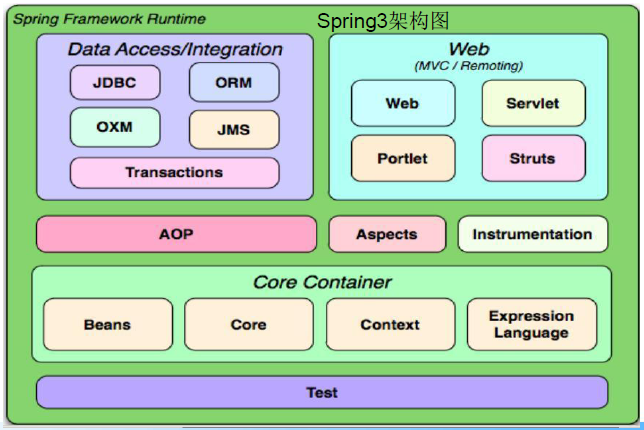 Spring Framework Runtime
Spring3架构图
Data Access/Integration
JDBC
ORM
OXM
JMS
Transactions
Web
(MVC / Remoting)
Web
Servlet
Portlet
Struts
AOP
Aspects
Instrumentation
Core Container
Beans
Core
Context
Expression
Language
Test